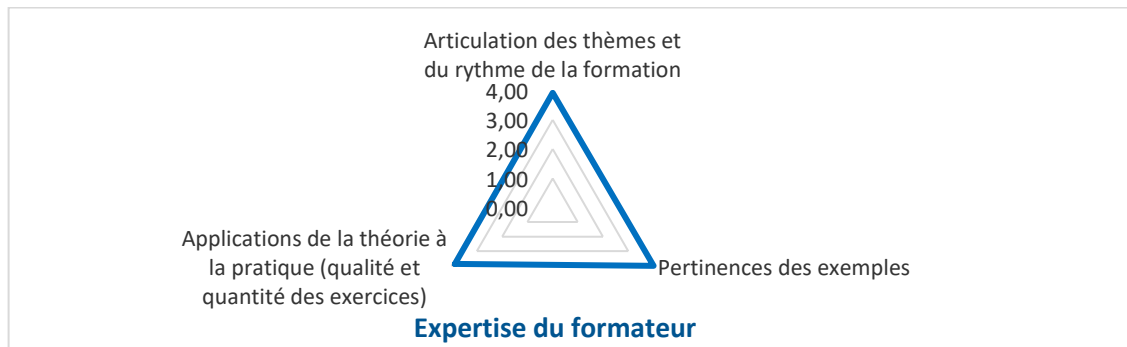 Articulation des thèmes et
du rythme de la formation
4,00
3,00
2,00
1,00
0,00
Applications de la théorie à
la pratique (qualité et
quantité des exercices)
Pertinences des exemples
Expertise du formateur